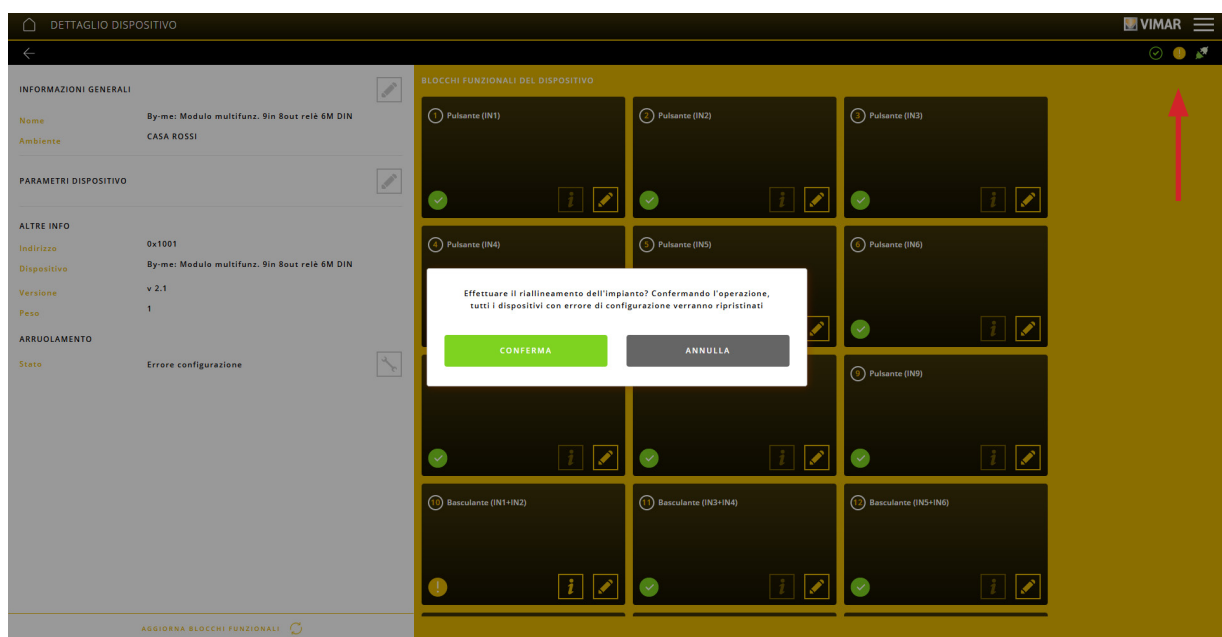 DETTAGLIO DISPOSITIVO
VIMAR
INFORMAZIONI GENERALI
Nome
By-me: Modulo multifunz. 9in 8out relè 6M DIN
Ambiente
CASA ROSSI
PARAMETRI DISPOSITIVO
ALTRE INFO
Indirizzo
0x1001
Dispositivo
By-me: Modulo multifunz. 9in 8out relè 6M DIN
Versione
v 2.1
Peso
1
ARRUOLAMENTO
Stato
Errore configurazione
AGGIORNA BLOCCHI FUNZIONALI
BLOCCHI FUNZIONALI DEL DISPOSITIVO
1 Pulsante (IN1)
2 Pulsante (IN2)
3 Pulsante (IN3)
4 Pulsante (IN4)
5 Pulsante (IN5)
6 Pulsante (IN6)
Effettuare il riallineamento dell'impianto? Confermando l'operazione,
tutti i dispositivi con errore di configurazione verranno ripristinati
CONFERMA
ANNULLA
9 Pulsante (IN9)
10 Basculante (IN1+IN2)
11 Basculante (IN3+IN4)
12 Basculante (IN5+IN6)